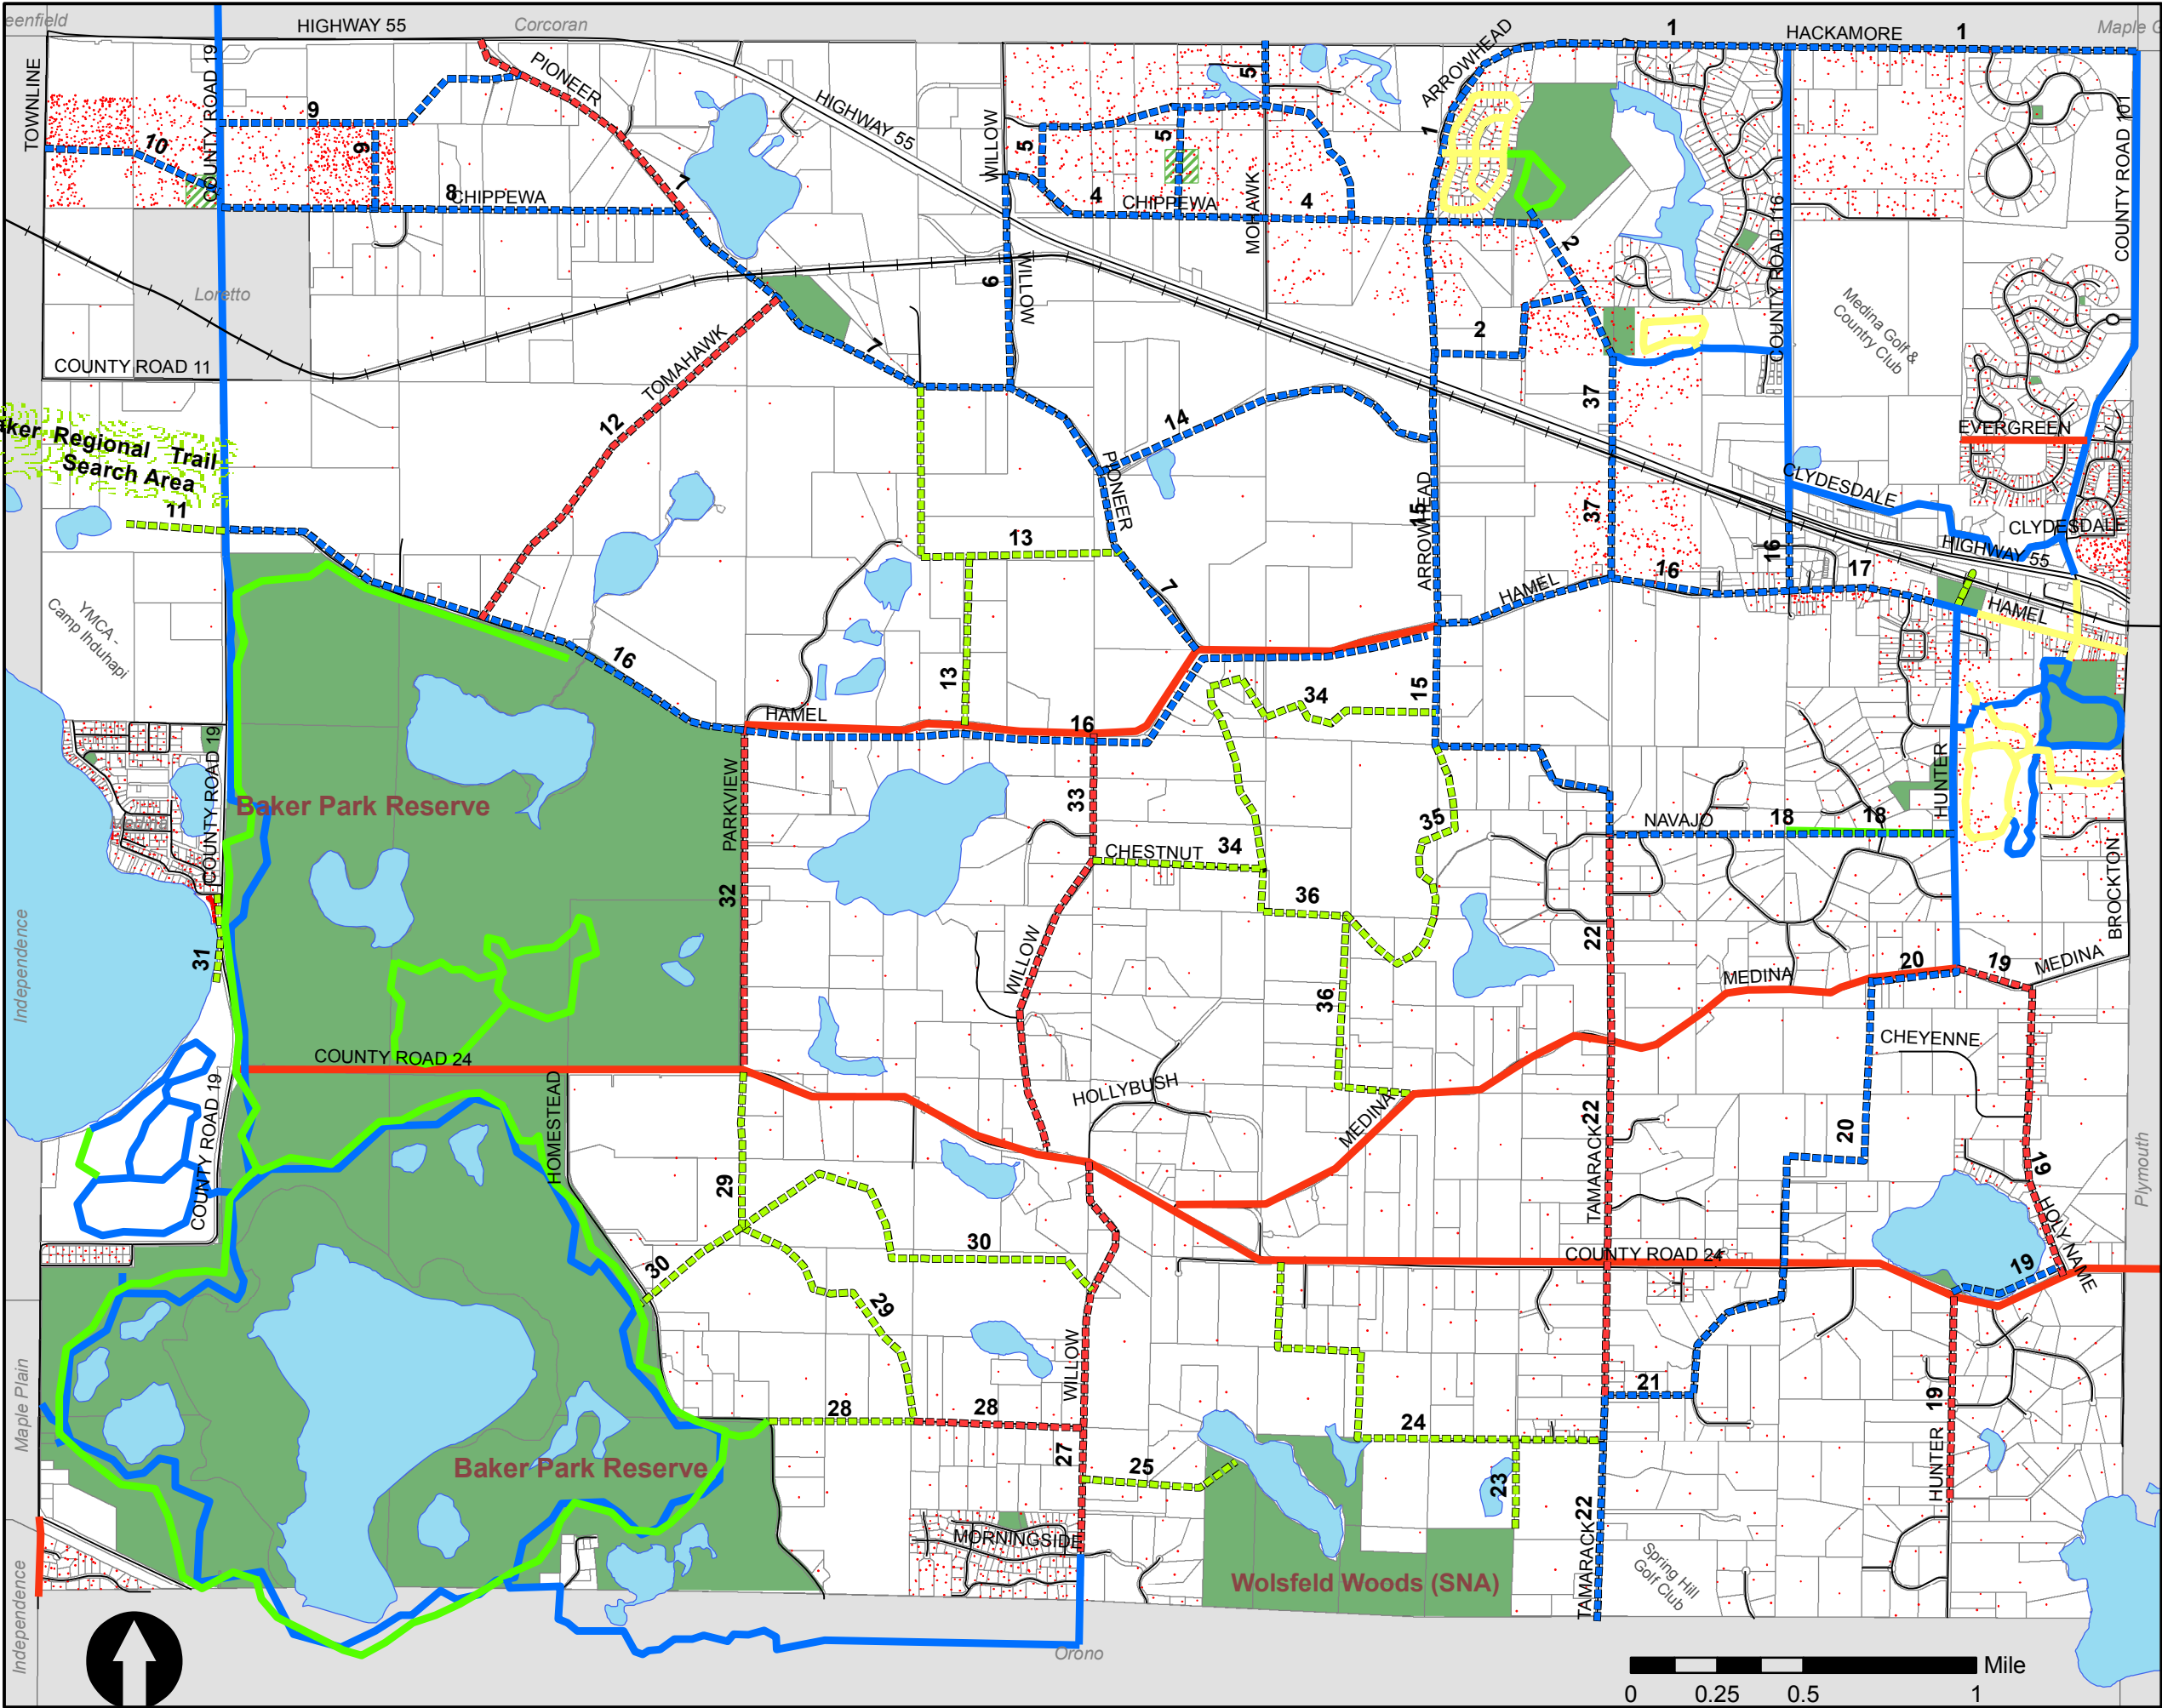 eenfield
HIGHWAY 55
Corcoran
HACKAMORE
1
1
Maple G
TOWNLINE
COUNTY ROAD 19
PIONEER
HIGHWAY 55
WILLOW
5
5
5
MOHAWK
ARROWHEAD
1
COUNTY ROAD 116
COUNTY ROAD 101
9
9
10
8
CHIPPEWA
7
4
CHIPPEWA
4
2
2
Loretto
6
WILLOW
Medina Golf &
Country Club
COUNTY ROAD 11
TOMAHAWK
7
12
14
37
EVERGREEN
aker Regional Trail
Search Area
11
PIONEER
ARROWHEAD
15
37
CLYDESDALE
CLYDESDALE
HIGHWAY 55
13
7
HAMEL
16
16
17
HAMEL
YMCA -
Camp Ihduhapi
16
13
34
15
HAMEL
16
COUNTY ROAD 19
Baker Park Reserve
PARKVIEW
33
HUNTER
Medina
35
NAVAJO
18
18
CHESTNUT
34
32
36
BROCKTON
Independence
31
WILLOW
22
36
MEDINA
20
19
MEDINA
COUNTY ROAD 24
CHEYENNE
HOMESTEAD
HOLLYBUSH
MEDINA
22
TAMARACK
20
19
COUNTY ROAD 19
29
Plymouth
HOLY NAME
30
30
COUNTY ROAD 24
19
29
WILLOW
Maple Plain
28
28
21
19
27
24
25
23
HUNTER
Baker Park Reserve
22
TAMARACK
MORNINGSIDE
Wolsfeld Woods (SNA)
Spring Hill
Golf Club
Independence
Orono
Mile
0
0.25
0.5
1